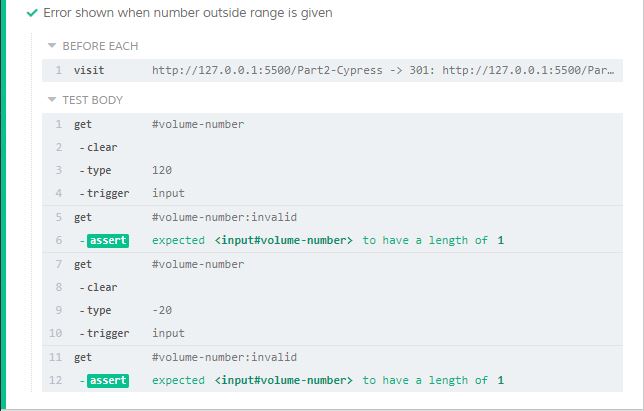 Error shown when number outside range is given
BEFORE EACH
1 visit http://127.0.0.1:5500/Part2-Cypress -> 301: http://127.0.0.1:5500/Par...
TEST BODY
1 get #volume-number
2 -clear
3 -type 120
4 -trigger input
5 get #volume-number:invalid
6 -assert expected <input#volume-number> to have a length of 1
7 get #volume-number
8 -clear
9 -type -20
10 -trigger input
11 get #volume-number:invalid
12 -assert expected <input#volume-number> to have a length of 1